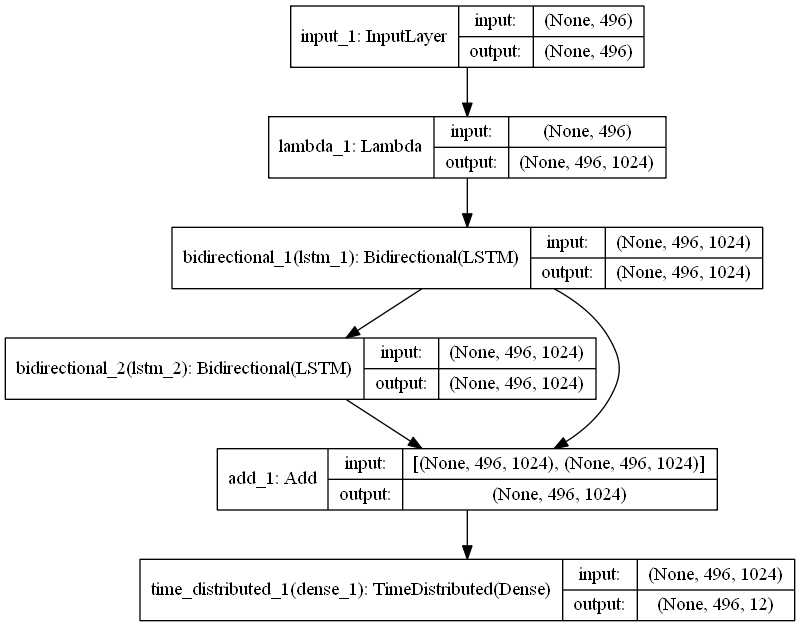 input_1: InputLayer
input:
(None, 496)
output:
(None, 496)
lambda_1: Lambda
input:
(None, 496)
output:
(None, 496, 1024)
bidirectional_1(lstm_1): Bidirectional(LSTM)
input:
(None, 496, 1024)
output:
(None, 496, 1024)
bidirectional_2(lstm_2): Bidirectional(LSTM)
input:
(None, 496, 1024)
output:
(None, 496, 1024)
add_1: Add
input:
[(None, 496, 1024), (None, 496, 1024)]
output:
(None, 496, 1024)
time_distributed_1(dense_1): TimeDistributed(Dense)
input:
(None, 496, 1024)
output:
(None, 496, 12)